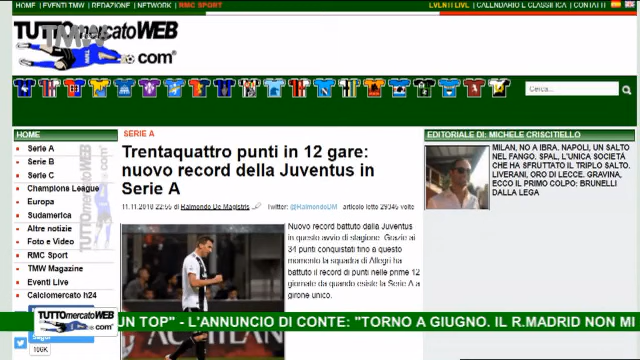 HOME | EVENTI TMW | REDAZIONE | NETWORK | RMC SPORT
EVENTI LIVE | CALENDARIO E CLASSIFICA | CONTATTI
TUTTOmercatoWEB
TMW
.com®
Cerca
HOME
Serie A
Serie B
Serie C
Champions League
Europa
Sudamerica
Altre notizie
Foto e Video
RMC Sport
TMW Magazine
Eventi Live
Calciomercato h24
SERIE A
Trentaquattro punti in 12 gare:
nuovo record della Juventus in
Serie A
11.11.2018 22:55 di Raimondo De Magistris
Twitter: @RaimondoDM
articolo letto 29345 volte
Nuovo record battuto dalla Juventus
in questo avvio di stagione. Grazie ai
34 punti conquistati fino a questo
momento la squadra di Allegri ha
battuto il record di punti nelle prime 12
giornate da quando esiste la Serie A a
girone unico.
EDITORIALE DI: MICHELE CRISCITIELLO
MILAN, NO A IBRA. NAPOLI, UN SALTO
NEL FANGO. SPAL, L'UNICA SOCIETÀ
CHE HA SFRUTTATO IL TRIPLO SALTO.
LIVERANI, ORO DI LECCE. GRAVINA,
ECCO IL PRIMO COLPO: BRUNELLI
DALLA LEGA
TUTTOmercatoWEB
.com®
UN TOP" - L'ANNUNCIO DI CONTE: "TORNO A GIUGNO. IL R.MADRID NON MI
Segui
106K